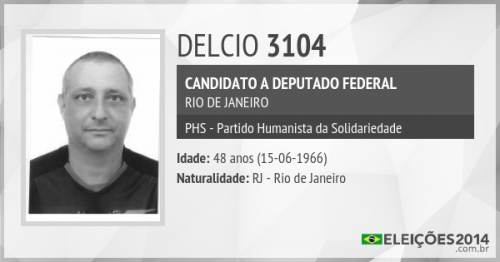 DELCIO 3104
CANDIDATO A DEPUTADO FEDERAL
RIO DE JANEIRO
PHS - Partido Humanista da Solidariedade
Idade: 48 anos (15-06-1966)
Naturalidade: RJ - Rio de Janeiro
ELEIÇÕES2014
.com.br